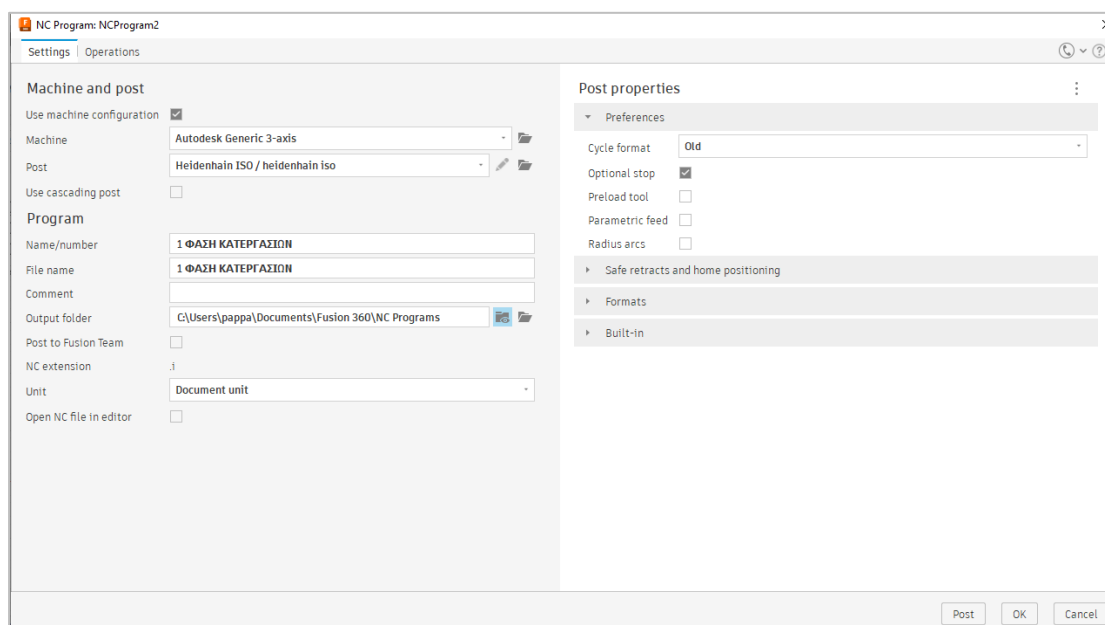 NC Program: NCProgram2
Settings Operations
Machine and post
Use machine configuration
Machine Autodesk Generic 3-axis
Post Heidenhain ISO / heidenhain iso
Use cascading post
Program
Name/number 1 ΦΑΣΗ ΚΑΤΕΡΓΑΣΙΩΝ
File name 1 ΦΑΣΗ ΚΑΤΕΡΓΑΣΙΩΝ
Comment
Output folder C:\Users\pappa\Documents\Fusion 360\NC Programs
Post to Fusion Team
NC extension .i
Unit Document unit
Open NC file in editor
Post properties
Preferences
Cycle format Old
Optional stop
Preload tool
Parametric feed
Radius arcs
Safe retracts and home positioning
Formats
Built-in
Post OK Cancel